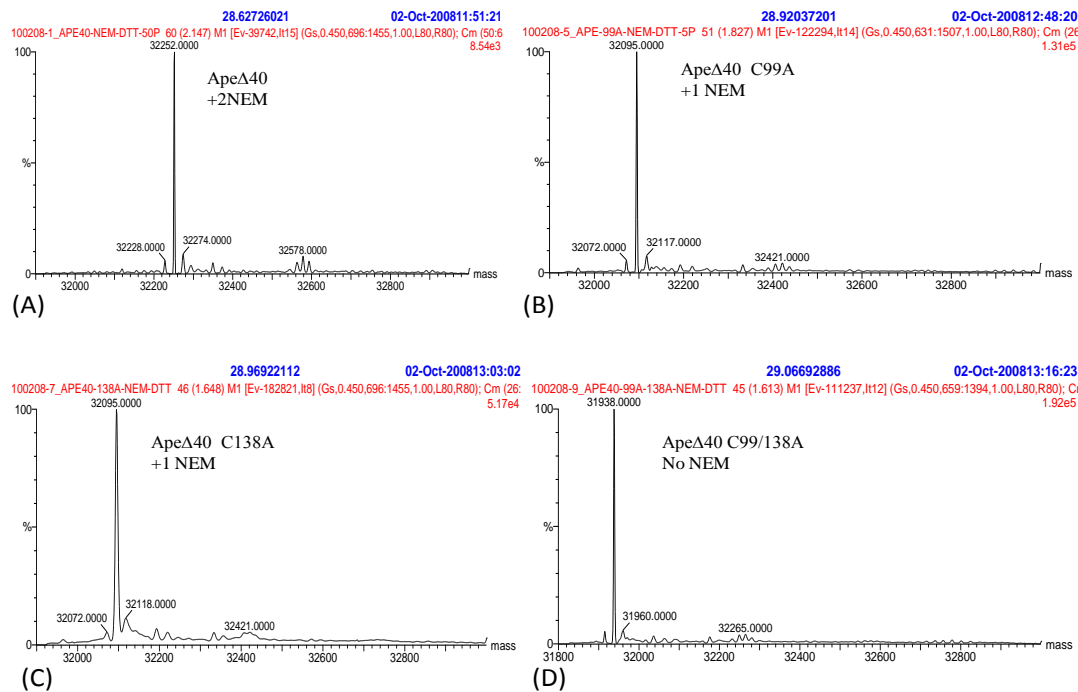 28.62726021 02-Oct-200811:51:21
100208-1_APE40-NEM-DTT-50P 60 (2.147) M1 [Ev-39742,It15] (Gs,0.450,696:1455,1.00,L80,R80); Cm (50:6
8.54e3
32252.0000
100
ApeΔ40
+2NEM
%
32228.0000
32274.0000
32578.0000
0
mass
32000 32200 32400 32600 32800
(A)
28.92037201 02-Oct-200812:48:20
100208-5_APE-99A-NEM-DTT-5P 51 (1.827) M1 [Ev-122294,It14] (Gs,0.450,631:1507,1.00,L80,R80); Cm (26
1.31e5
32095.0000
100
ApeΔ40 C99A
+1 NEM
%
32072.0000
32117.0000
32421.0000
0
mass
32000 32200 32400 32600 32800 33000
(B)
28.96922112 02-Oct-200813:03:02
100208-7_APE40-138A-NEM-DTT 46 (1.648) M1 [Ev-182821,It8] (Gs,0.450,696:1455,1.00,L80,R80); Cm (26:
5.17e4
32095.0000
100
ApeΔ40 C138A
+1 NEM
%
32072.0000
32118.0000
32421.0000
0
mass
32000 32200 32400 32600 32800
(C)
29.06692886 02-Oct-200813:16:23
100208-9_APE40-99A-138A-NEM-DTT 45 (1.613) M1 [Ev-111237,It12] (Gs,0.450,659:1394,1.00,L80,R80); Cm
1.92e5
31938.0000
100
ApeΔ40 C99/138A
No NEM
%
31960.0000
32265.0000
0
mass
31800 32000 32200 32400 32600 32800
(D)